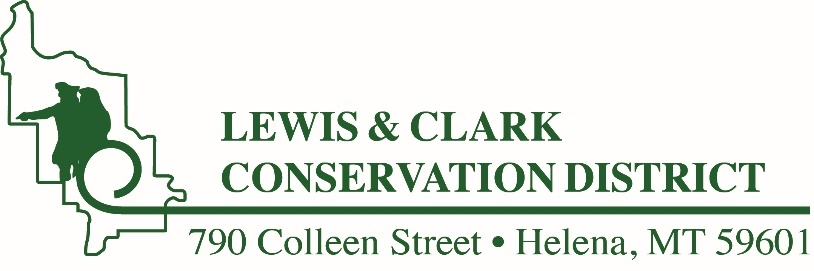 LEWIS & CLARK
CONSERVATION DISTRICT
790 Colleen Street • Helena, MT 59601